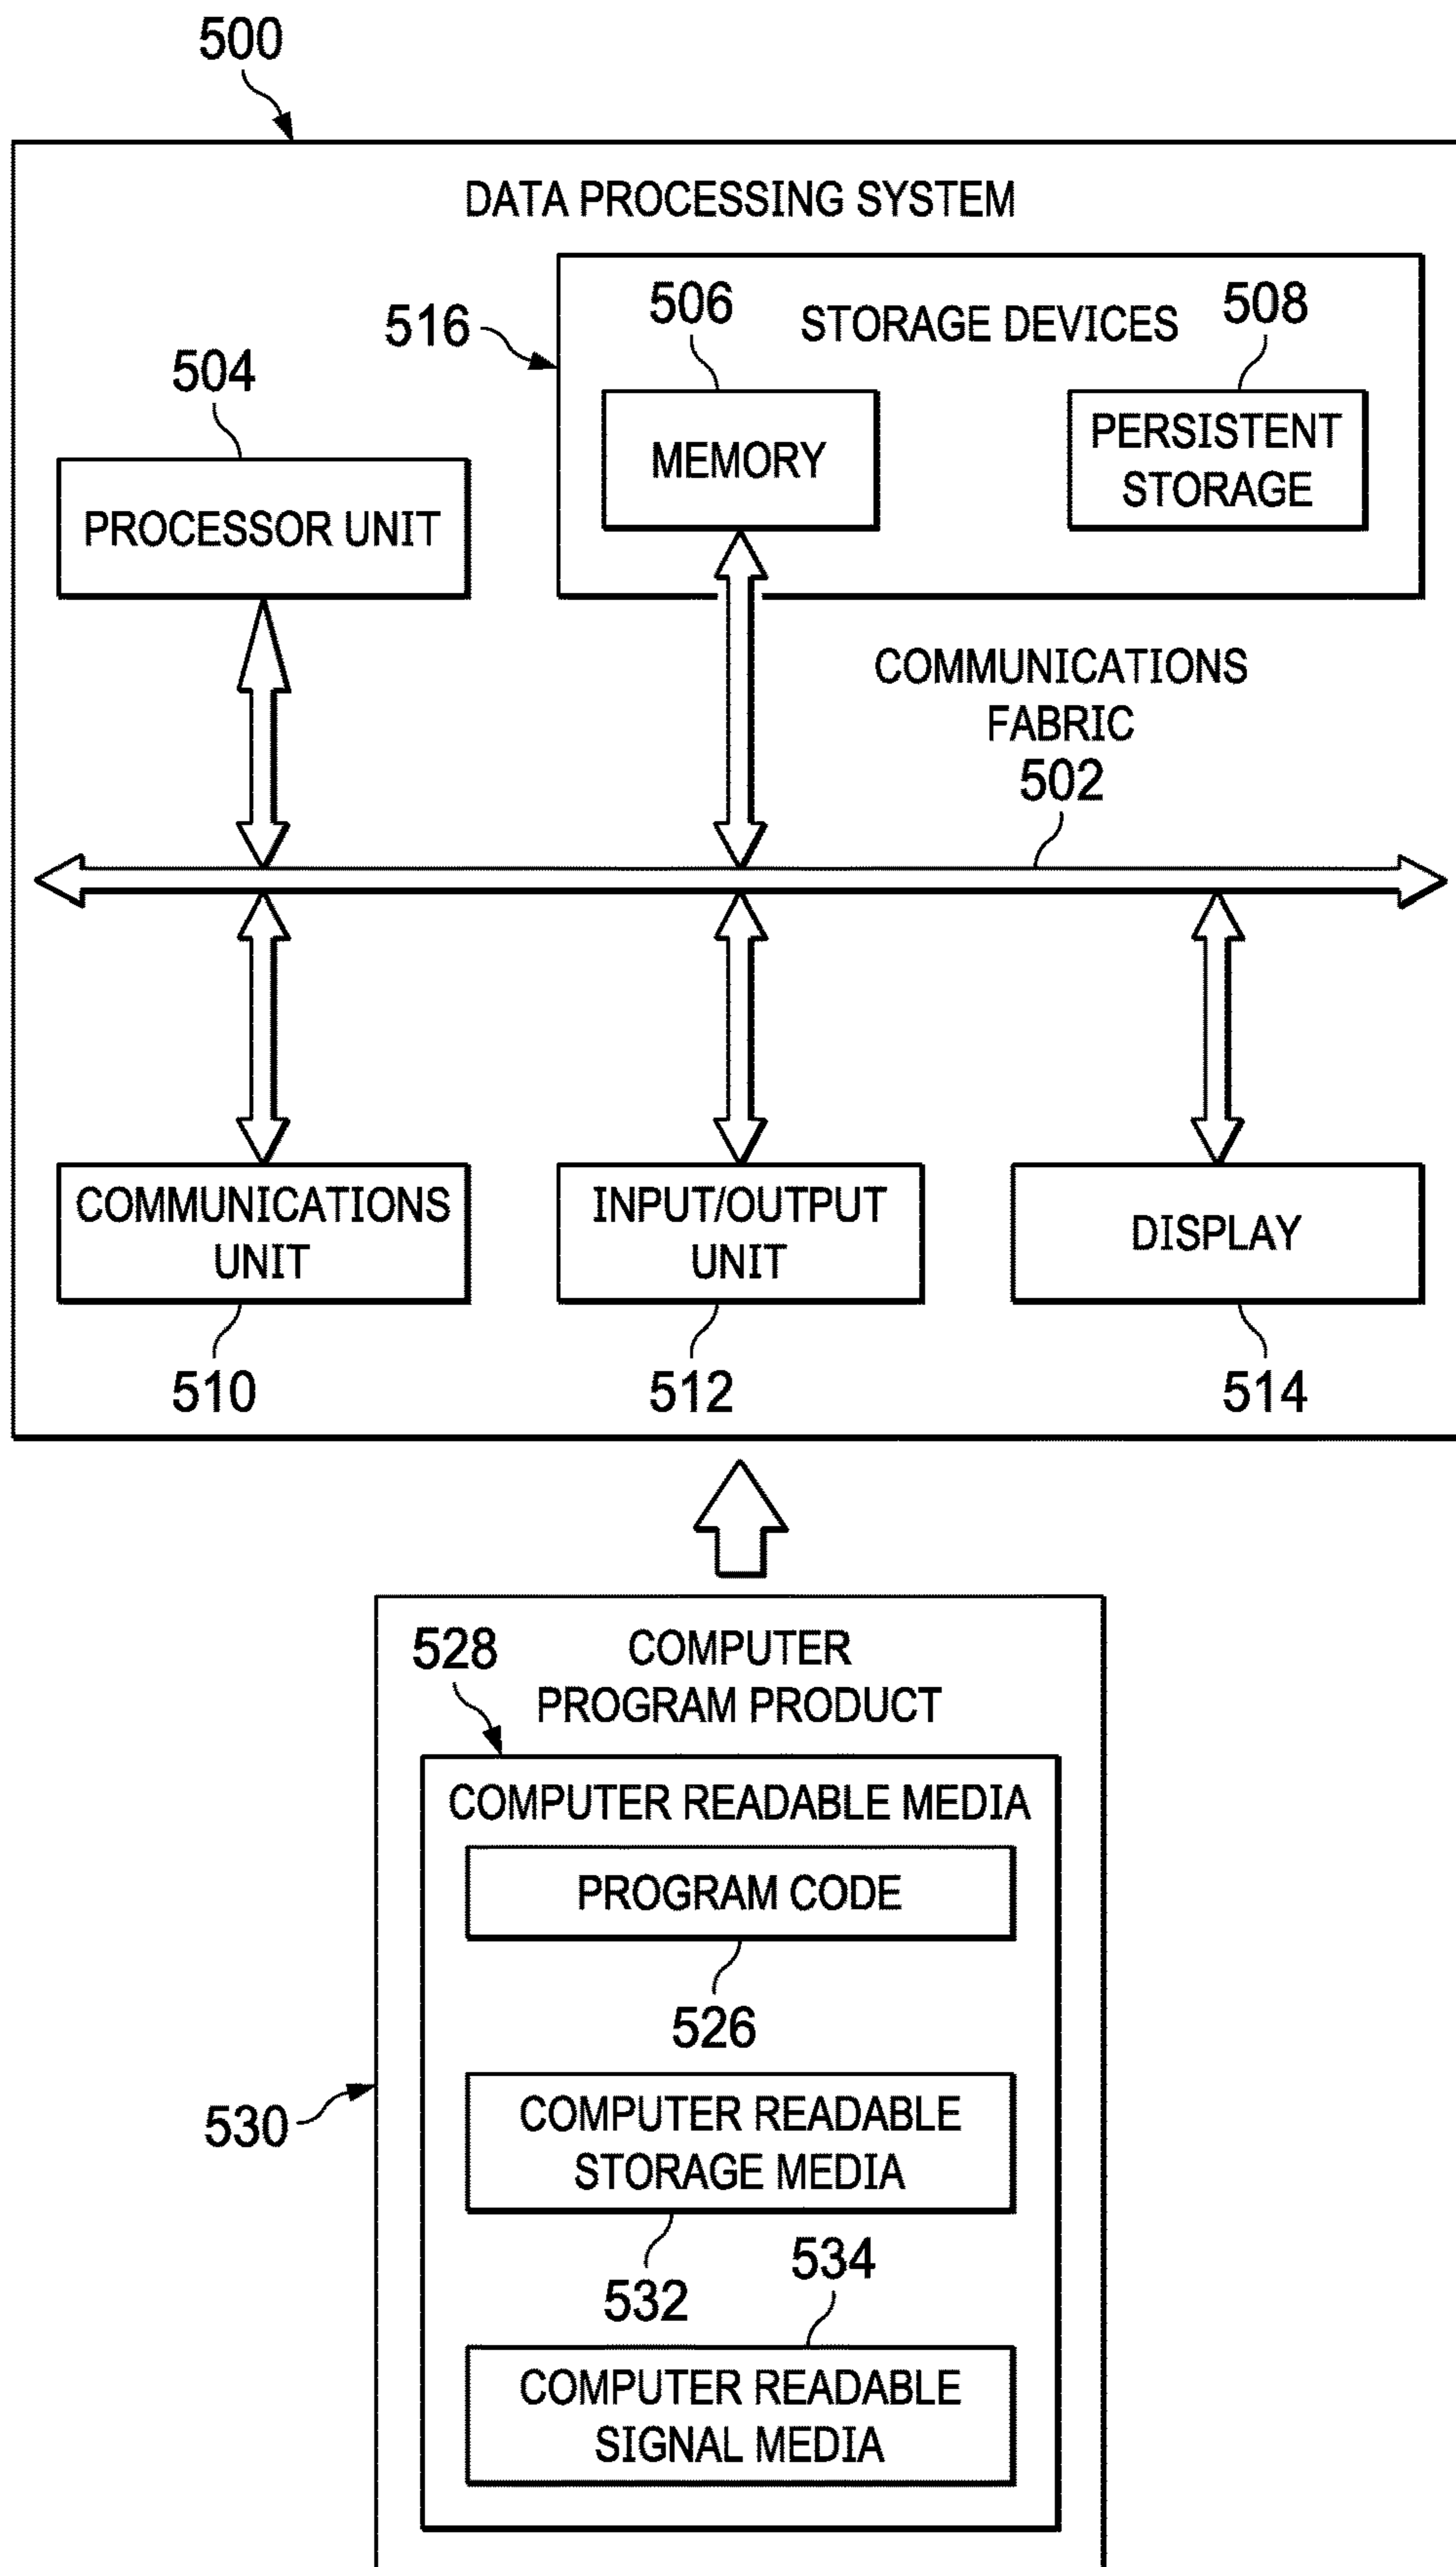 500
DATA PROCESSING SYSTEM
516
506
STORAGE DEVICES
508
504
MEMORY
PERSISTENT
STORAGE
PROCESSOR UNIT
COMMUNICATIONS
FABRIC
502
COMMUNICATIONS
UNIT
INPUT/OUTPUT
UNIT
DISPLAY
510
512
514
528
COMPUTER
PROGRAM PRODUCT
COMPUTER READABLE MEDIA
PROGRAM CODE
526
530
COMPUTER READABLE
STORAGE MEDIA
532
534
COMPUTER READABLE
SIGNAL MEDIA